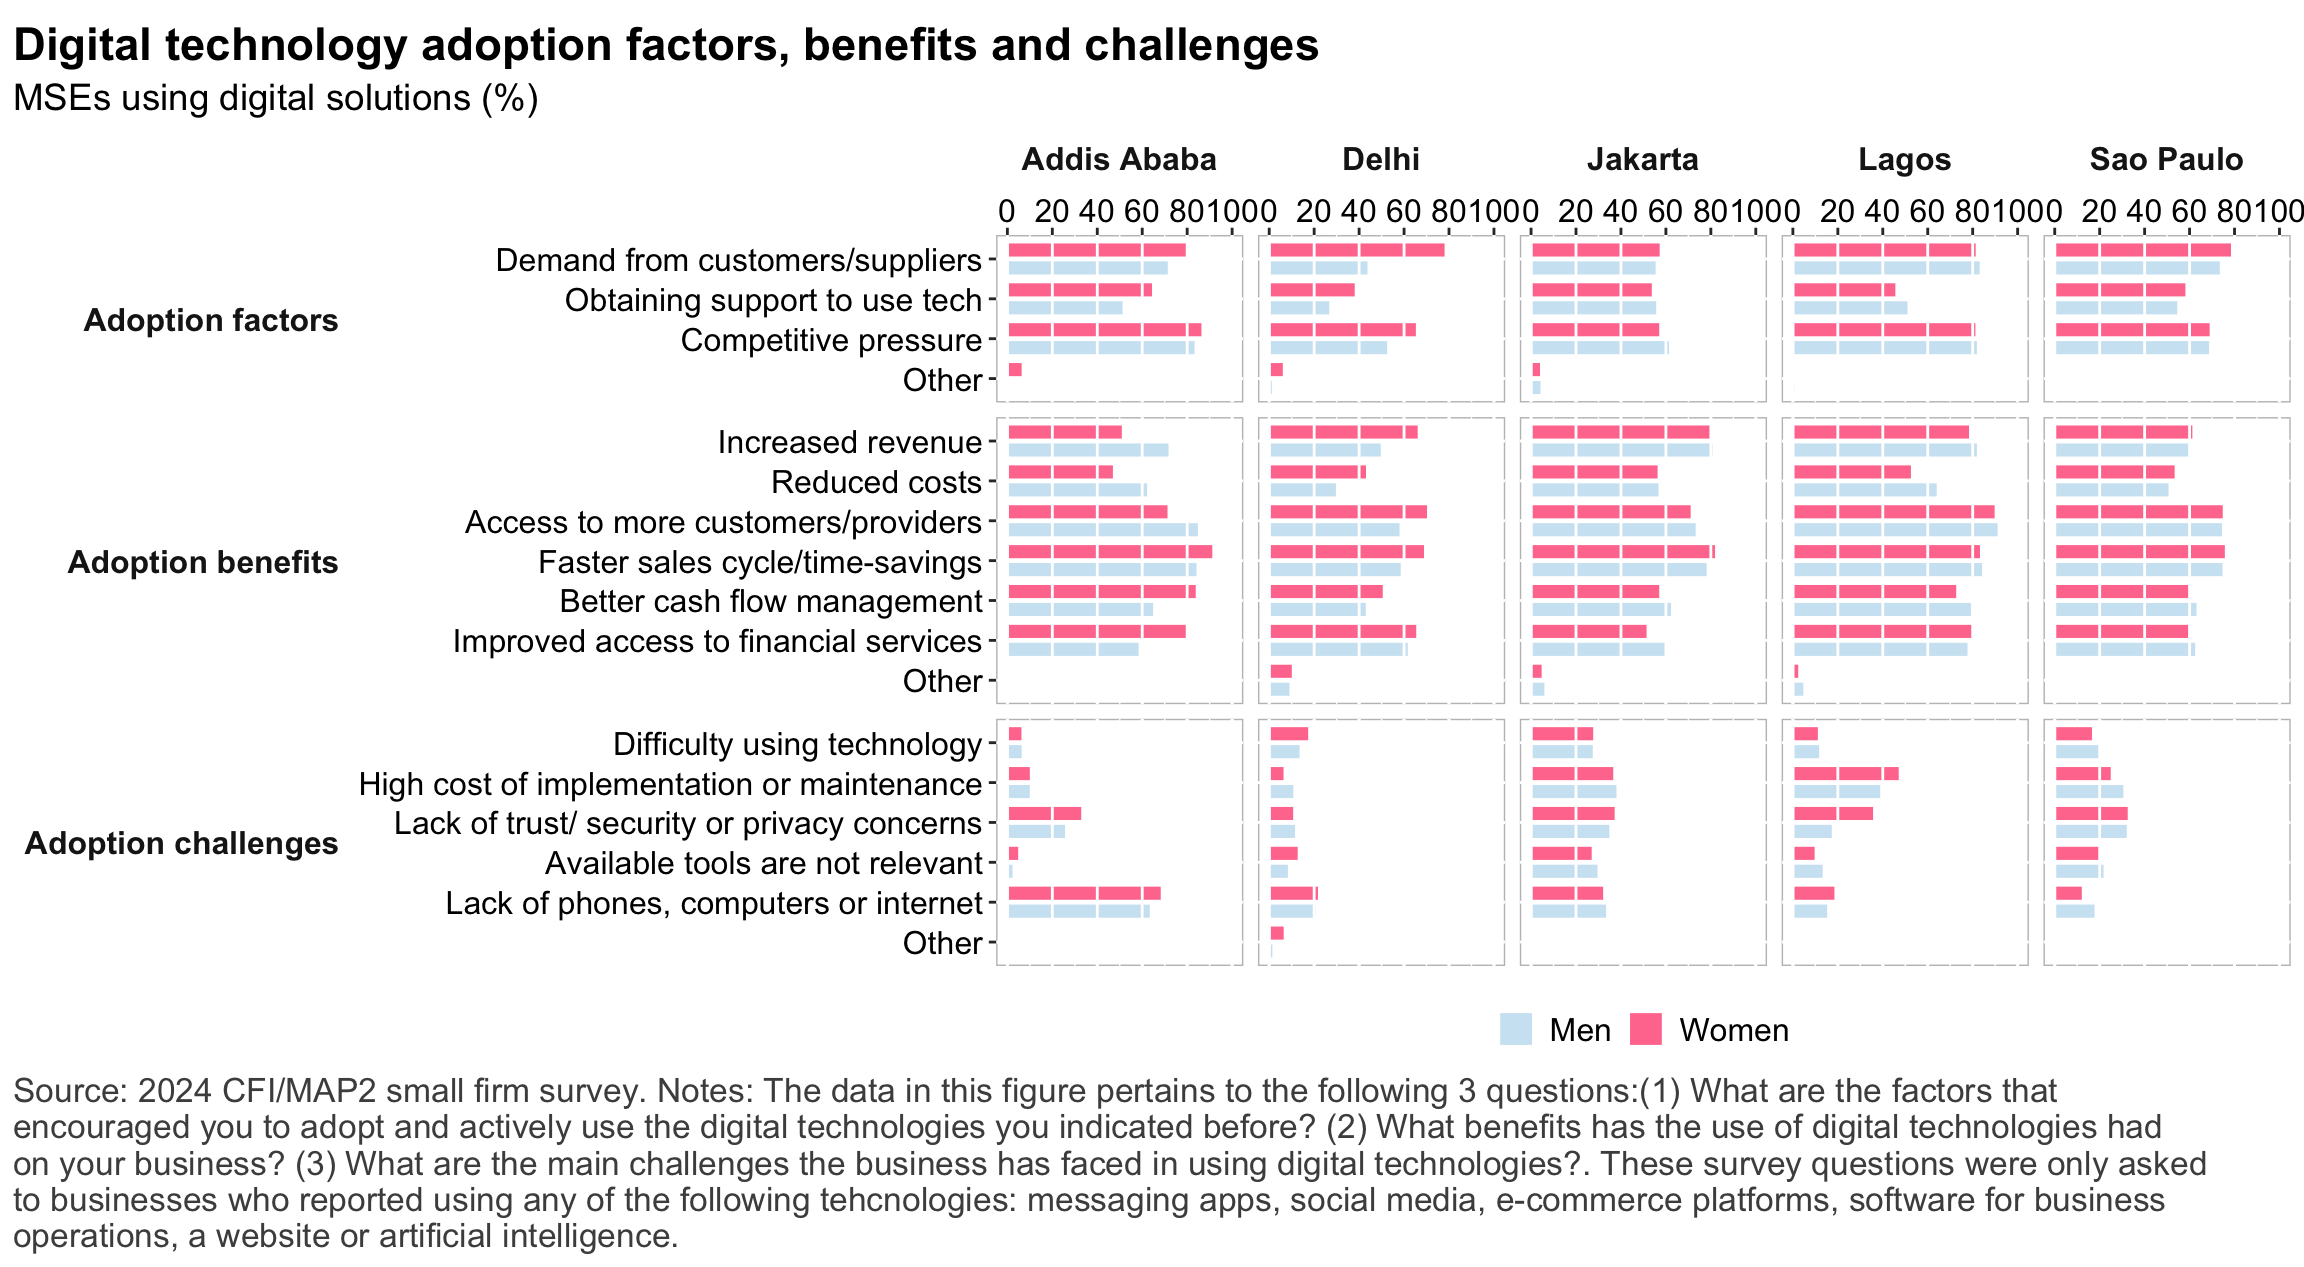 Digital technology adoption factors, benefits and challenges
MSEs using digital solutions (%)
Addis Ababa Delhi Jakarta Lagos Sao Paulo
0 20 40 60 80 100 0 20 40 60 80 100 0 20 40 60 80 100 0 20 40 60 80 100 0 20 40 60 80 100
Adoption factors
Demand from customers/suppliers
Obtaining support to use tech
Competitive pressure
Other
Adoption benefits
Increased revenue
Reduced costs
Access to more customers/providers
Faster sales cycle/time-savings
Better cash flow management
Improved access to financial services
Other
Adoption challenges
Difficulty using technology
High cost of implementation or maintenance
Lack of trust/ security or privacy concerns
Available tools are not relevant
Lack of phones, computers or internet
Other
Men Women
Source: 2024 CFI/MAP2 small firm survey. Notes: The data in this figure pertains to the following 3 questions:(1) What are the factors that
encouraged you to adopt and actively use the digital technologies you indicated before? (2) What benefits has the use of digital technologies had
on your business? (3) What are the main challenges the business has faced in using digital technologies?. These survey questions were only asked
to businesses who reported using any of the following tehcnologies: messaging apps, social media, e-commerce platforms, software for business
operations, a website or artificial intelligence.